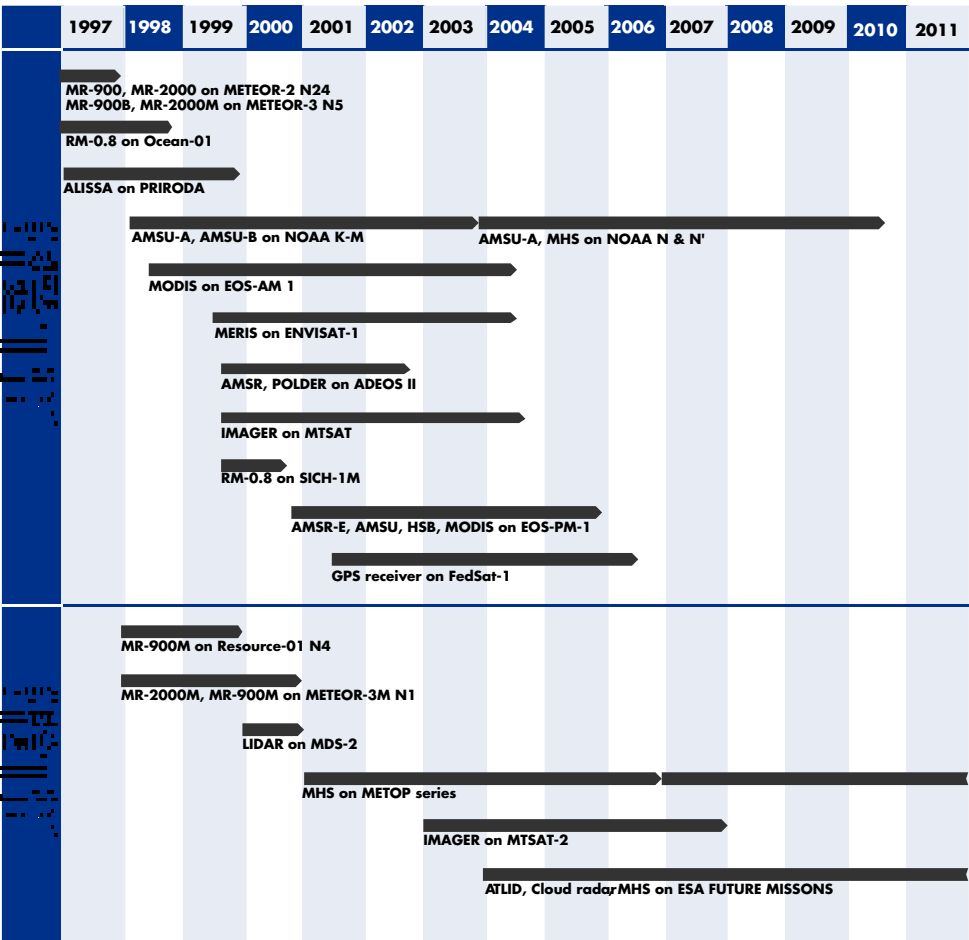 1997 1998 1999 2000 2001 2002 2003 2004 2005 2006 2007 2008 2009 2010 2011
MR-900, MR-2000 on METEOR-2 N24
MR-900B, MR-2000M on METEOR-3 N5
RM-0.8 on Ocean-01
ALISSA on PRIRODA
AMSU-A, AMSU-B on NOAA K-M
AMSU-A, MHS on NOAA N & N'
MODIS on EOS-AM 1
MERIS on ENVISAT-1
AMSR, POLDER on ADEOS II
IMAGER on MTSAT
RM-0.8 on SICH-1M
AMSR-E, AMSU, HSB, MODIS on EOS-PM-1
GPS receiver on FedSat-1
MR-900M on Resource-01 N4
MR-2000M, MR-900M on METEOR-3M N1
LIDAR on MDS-2
MHS on METOP series
IMAGER on MTSAT-2
ATLID, Cloud radar, MHS on ESA FUTURE MISSONS